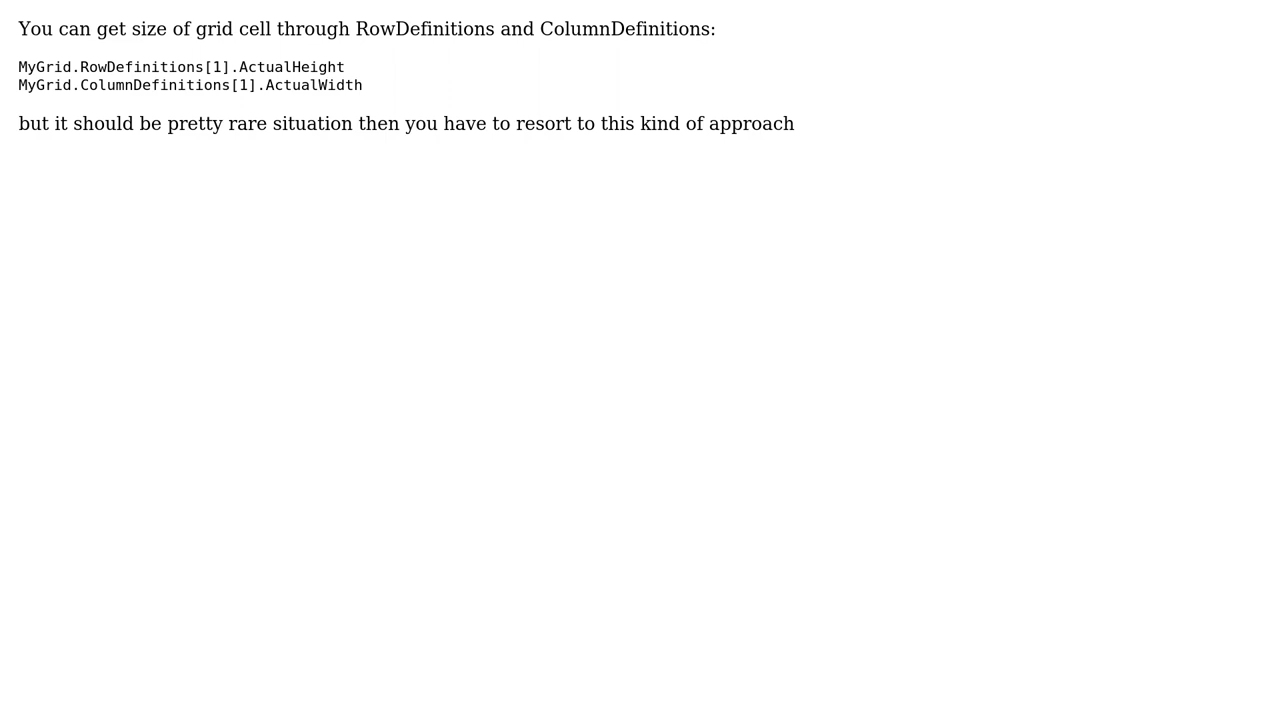 You can get size of grid cell through RowDefinitions and ColumnDefinitions:
MyGrid.RowDefinitions[1].ActualHeight
MyGrid.ColumnDefinitions[1].ActualWidth
but it should be pretty rare situation then you have to resort to this kind of approach